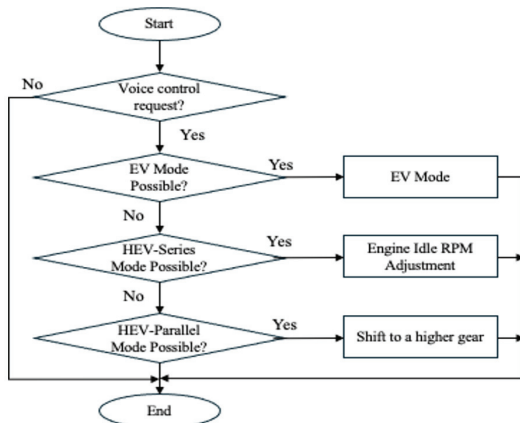 Start
No
Voice control
request?
Yes
EV Mode
Possible?
Yes
EV Mode
No
HEV-Series
Mode Possible?
Yes
Engine Idle RPM
Adjustment
No
HEV-Parallel
Mode Possible?
Yes
Shift to a higher gear
End